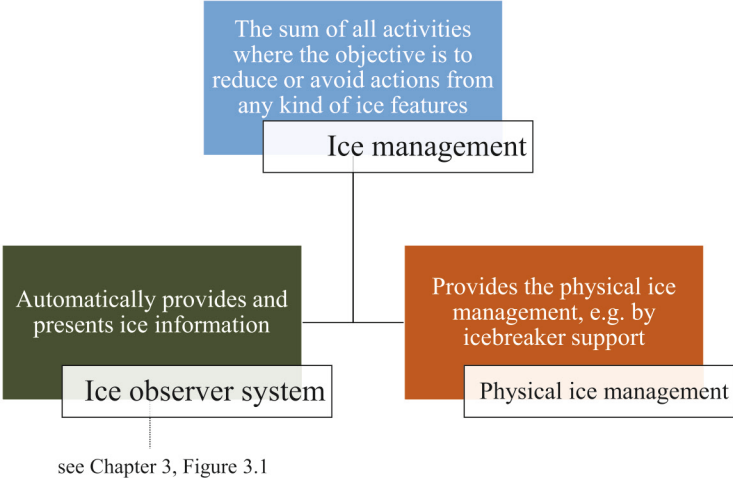 The sum of all activities
where the objective is to
reduce or avoid actions from
any kind of ice features
Ice management
Automatically provides and
presents ice information
Ice observer system
see Chapter 3, Figure 3.1
Provides the physical ice
management, e.g. by
icebreaker support
Physical ice management